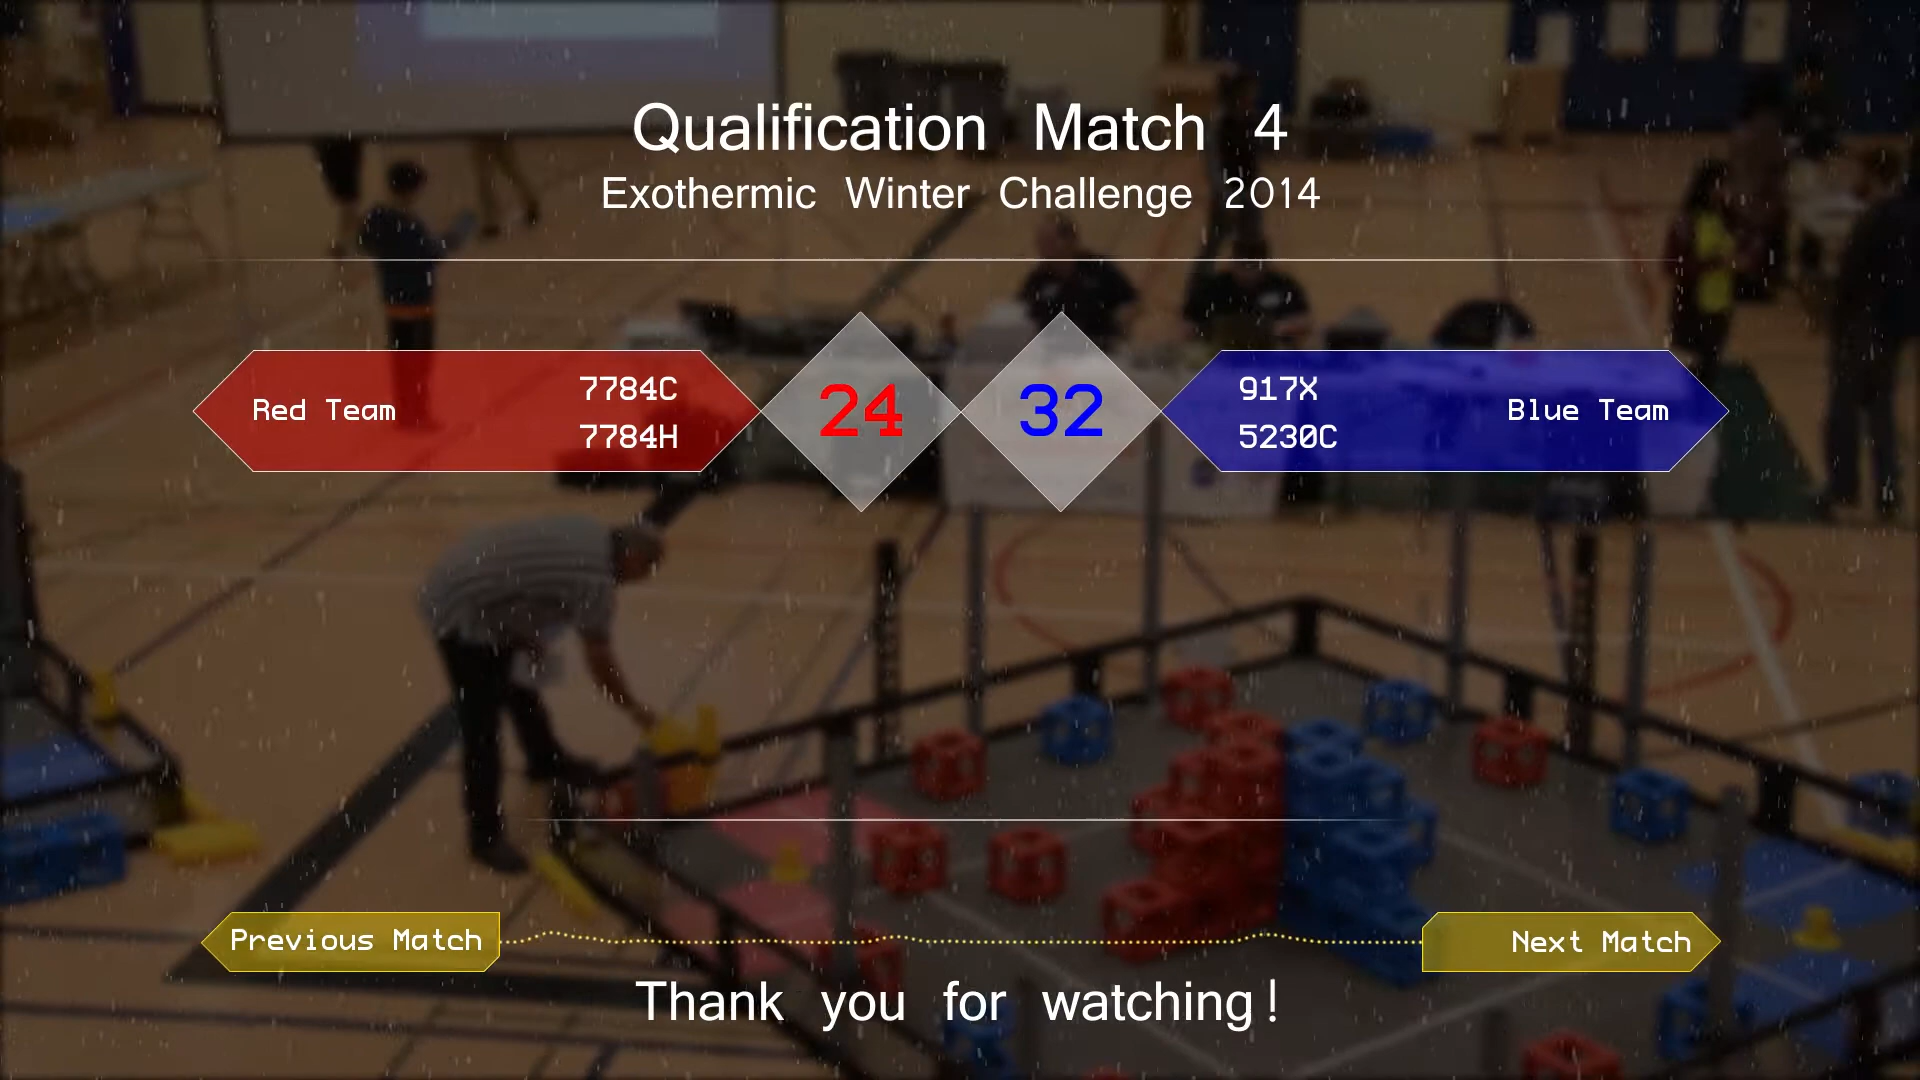 Qualification Match 4
Exothermic Winter Challenge 2014
Red Team
7784C
7784H
24
32
917X
5230C
Blue Team
Previous Match
Next Match
Thank you for watching!